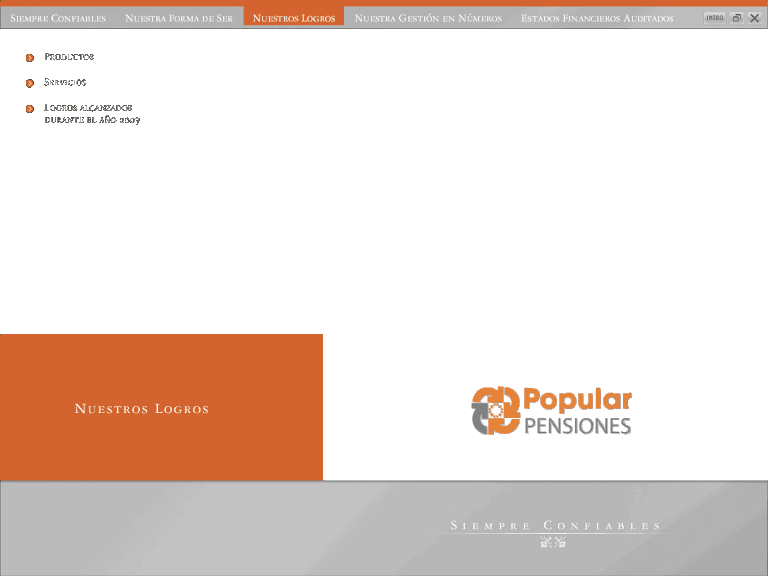 Siempre Confiables Nuestra Forma de Ser Nuestros Logros Nuestra Gestión en Números Estados Financieros Auditados INTRO
Productos
Servicios
Logros alcanzados
durante el año 2007
Nuestros Logros
Popular
PENSIONES
Siempre Confiables